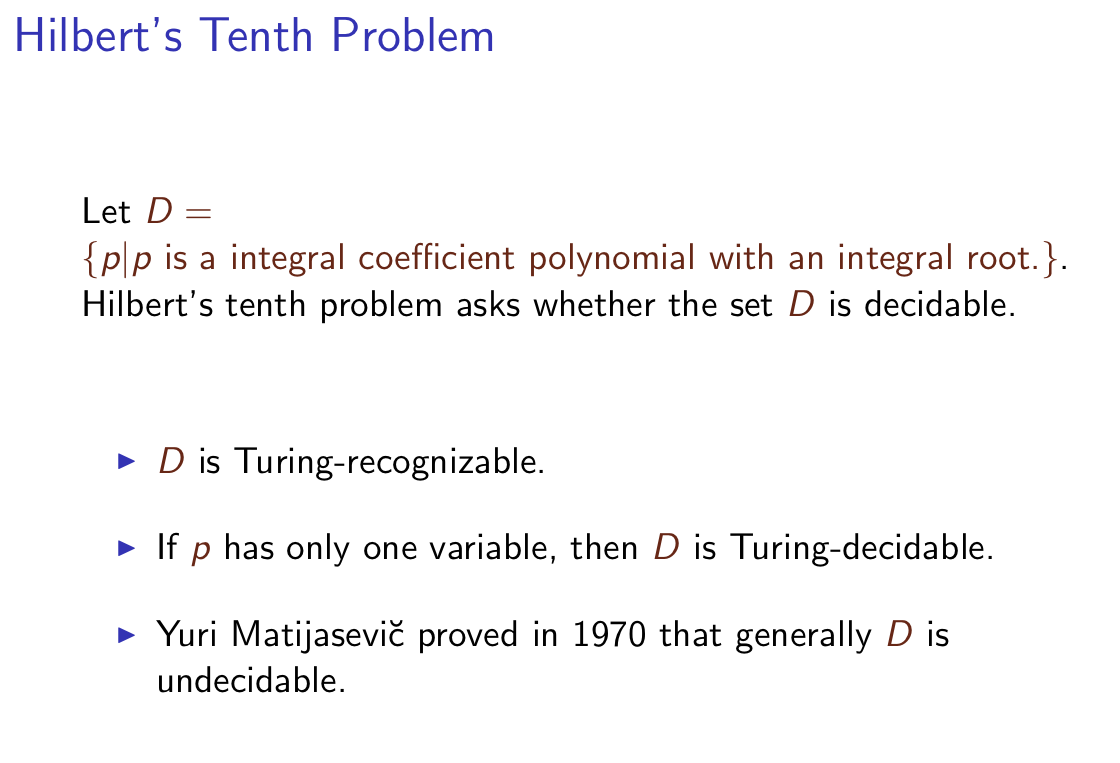 Hilbert's Tenth Problem
Let D =
{p|p is a integral coefficient polynomial with an integral root.}.
Hilbert's tenth problem asks whether the set D is decidable.
▶ D is Turing-recognizable.
▶ If p has only one variable, then D is Turing-decidable.
▶ Yuri Matijasevic̆ proved in 1970 that generally D is
undecidable.